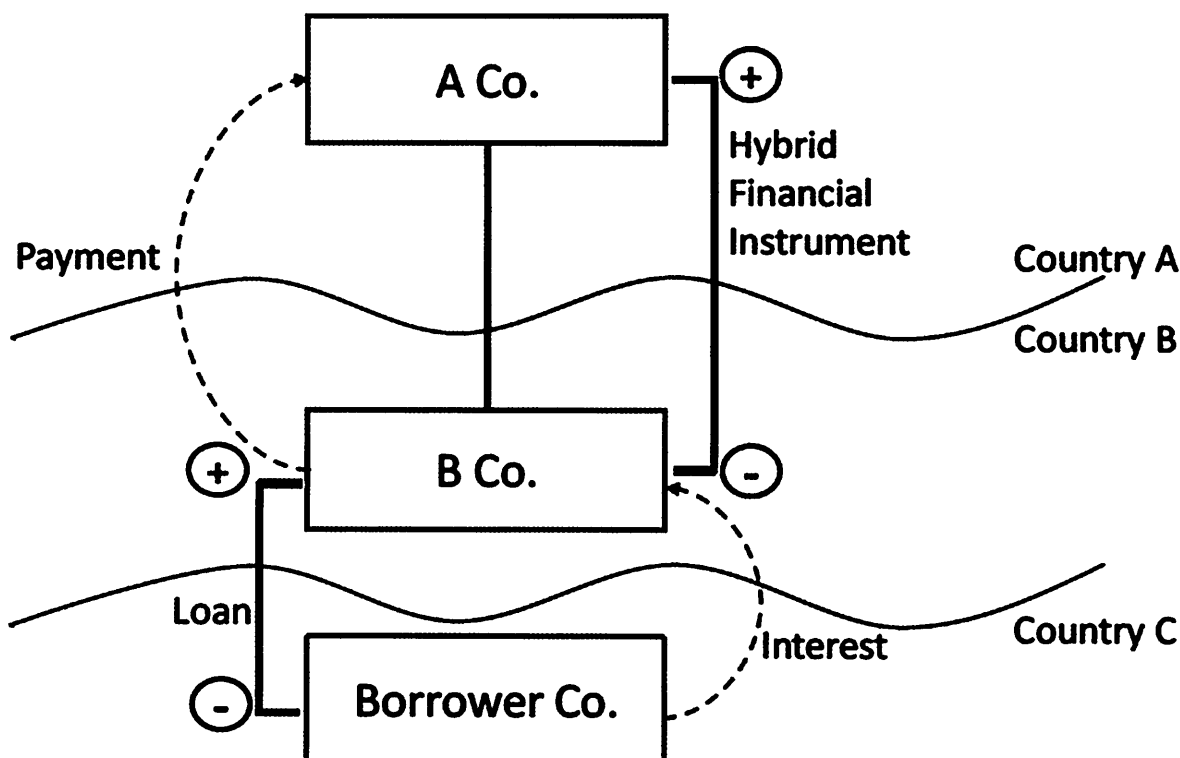 A Co.
+
Hybrid
Financial
Instrument
Payment
Country A
Country B
+
B Co.
-
Loan
Interest
Country C
-
Borrower Co.